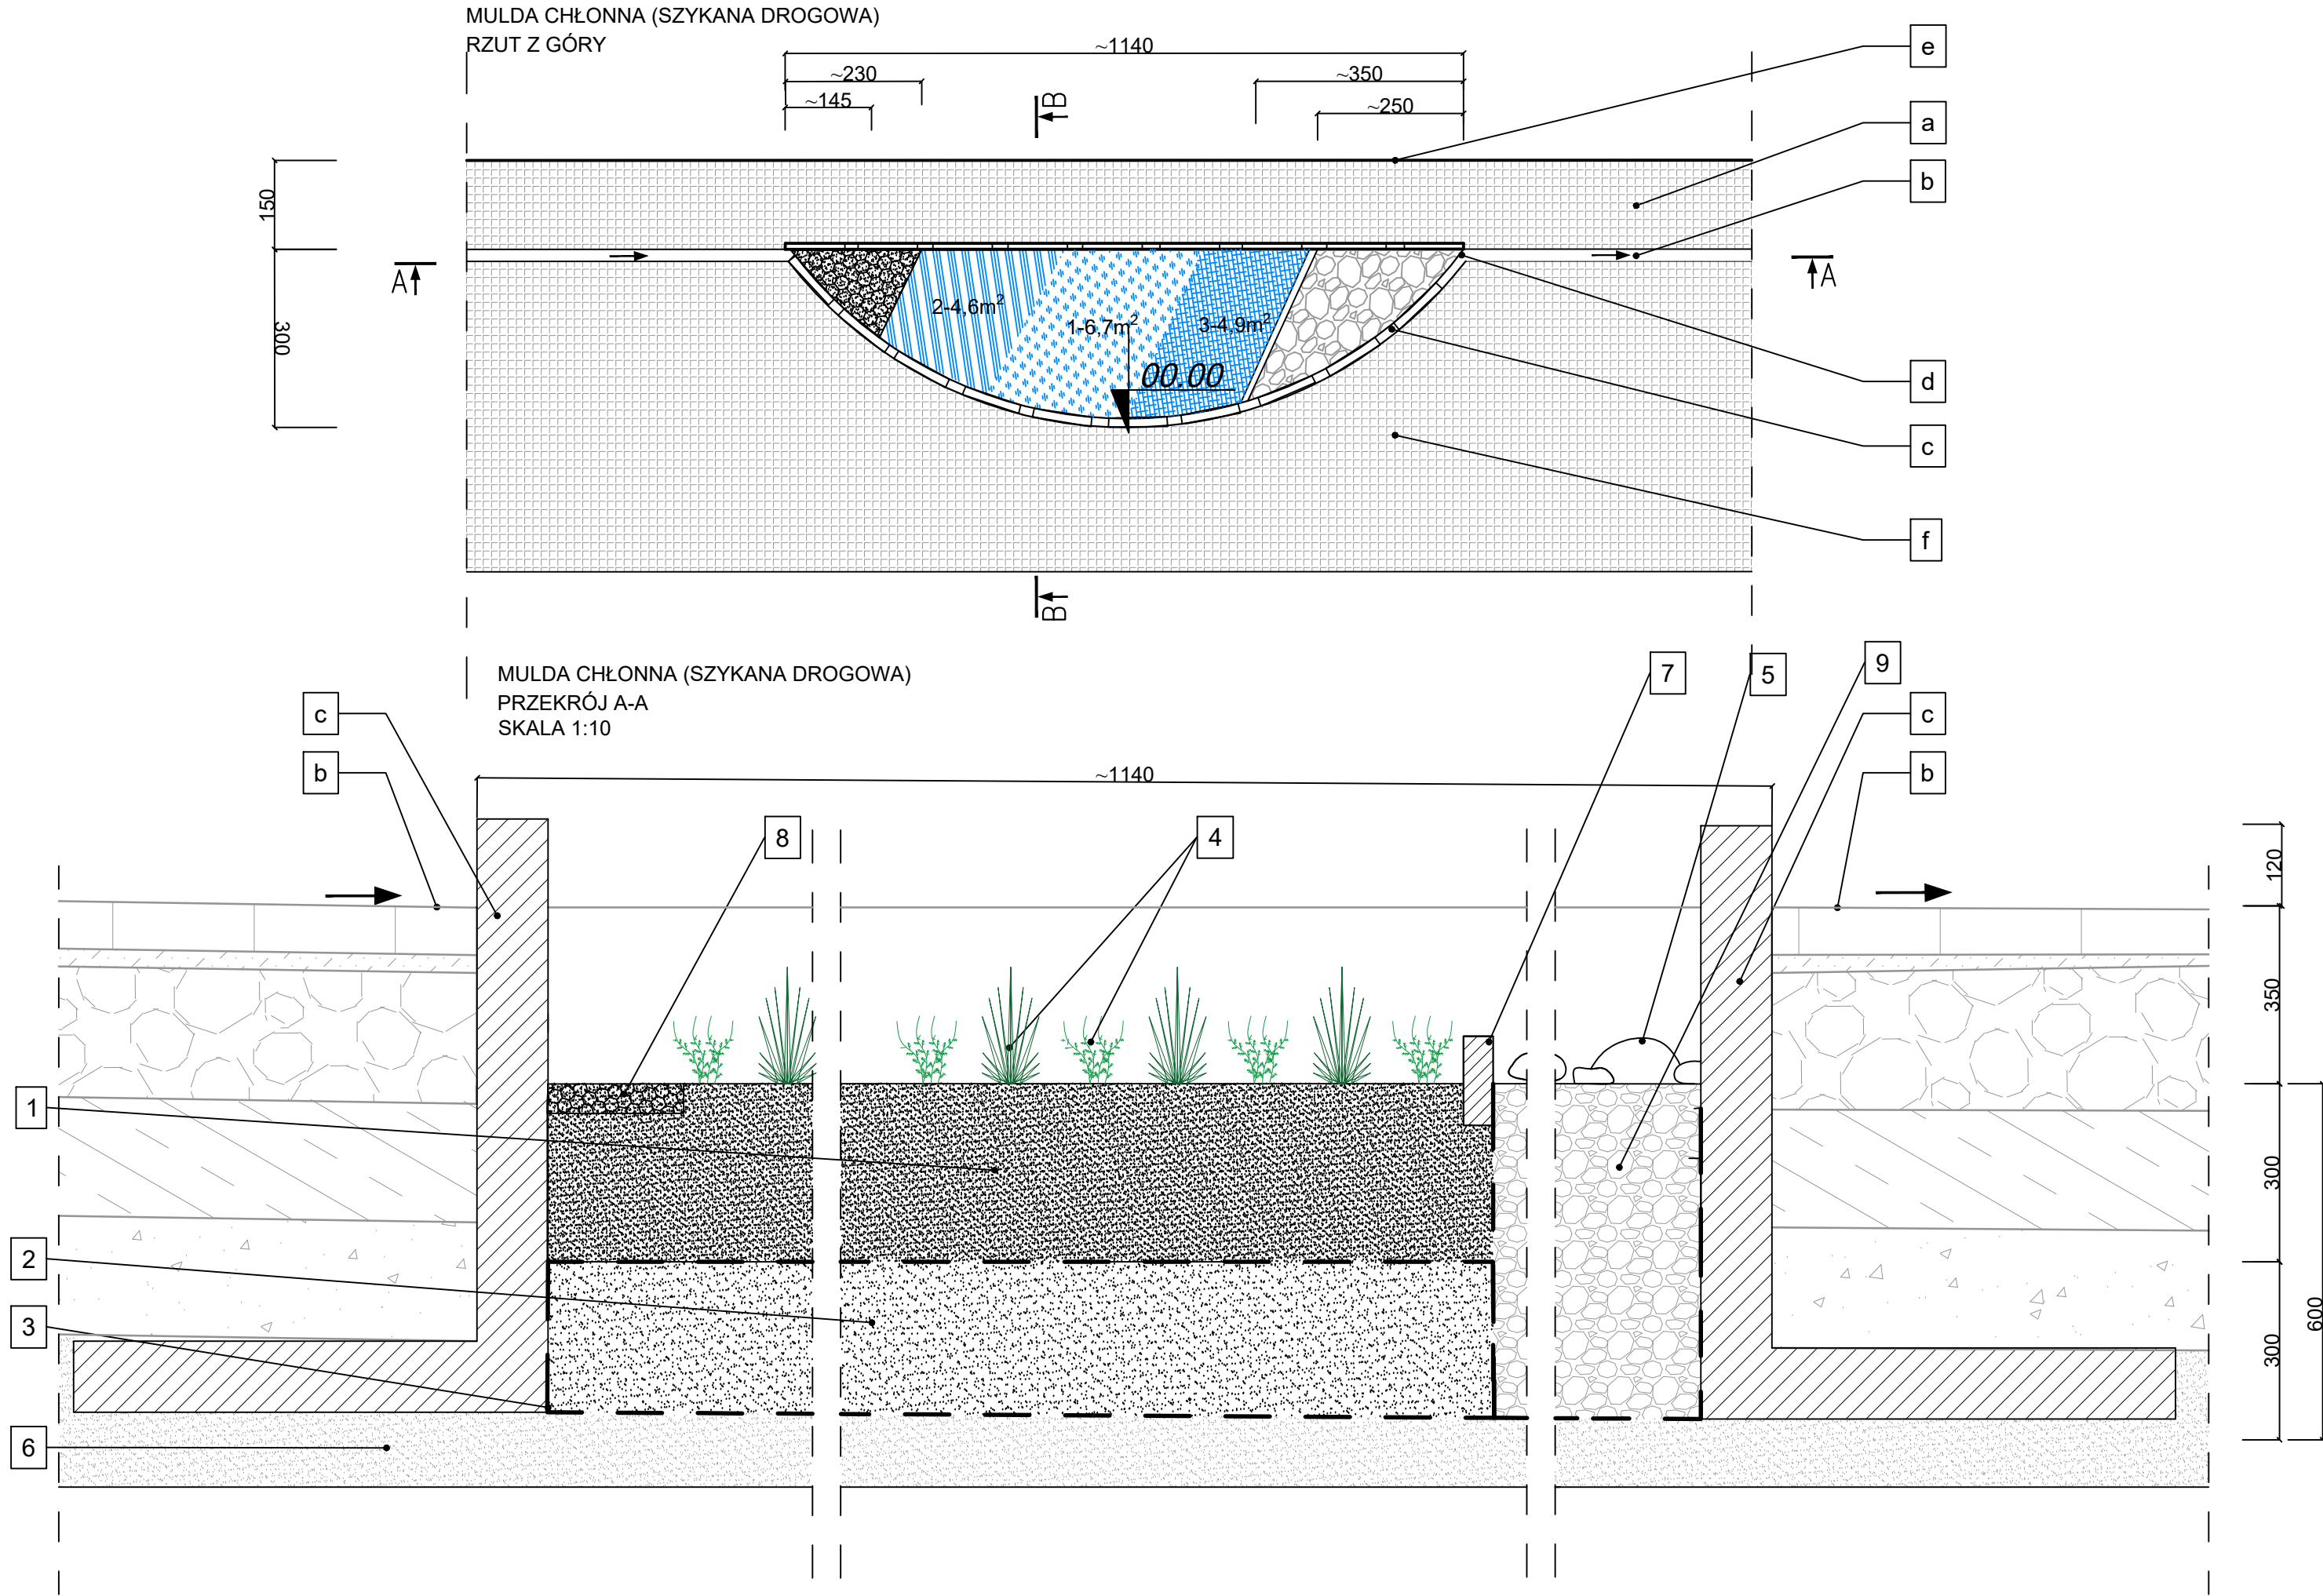 MULDA CHŁONNA (SZYKANA DROGOWA)
RZUT Z GÓRY
~1140
~230
~350
~145
~250
B
e
a
b
150
A
A
300
2-4,6m²
1-6,7m²
3-4,9m²
00.00
d
c
f
B
MULDA CHŁONNA (SZYKANA DROGOWA)
PRZEKRÓJ A-A
SKALA 1:10
7
5
9
c
c
b
b
~1140
8
4
120
350
1
300
2
3
300
600
6